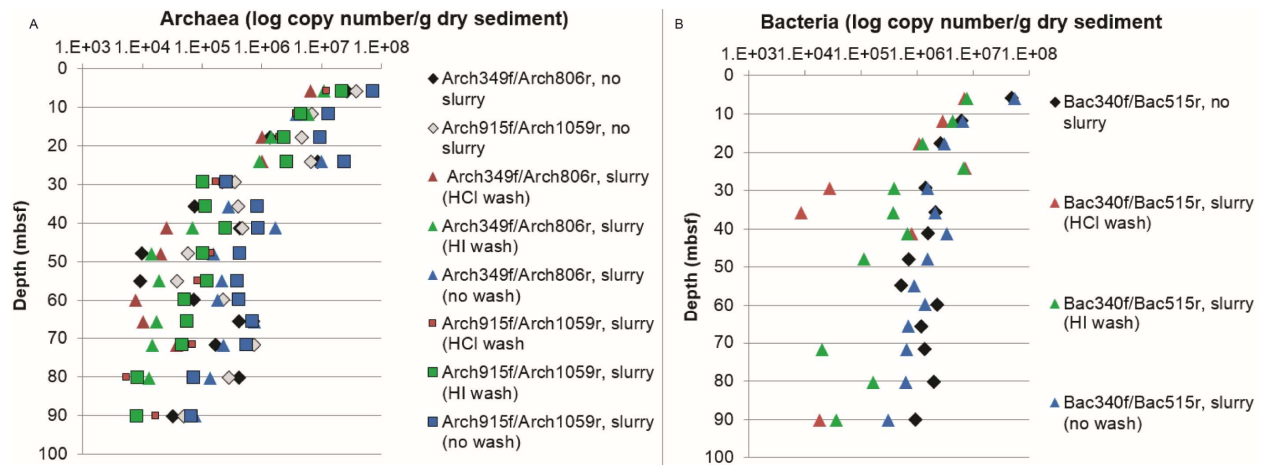 A
Archaea (log copy number/g dry sediment)
1.E+03 1.E+04 1.E+05 1.E+06 1.E+07 1.E+08
0
10
20
30
40
50
60
70
80
90
100
Depth (mbsf)
Arch349f/Arch806r, no
slurry
Arch915f/Arch1059r, no
slurry
Arch349f/Arch806r, slurry
(HCl wash)
Arch349f/Arch806r, slurry
(HI wash)
Arch349f/Arch806r, slurry
(no wash)
Arch915f/Arch1059r, slurry
(HCl wash
Arch915f/Arch1059r, slurry
(HI wash)
Arch915f/Arch1059r, slurry
(no wash)
B
Bacteria (log copy number/g dry sediment
1.E+031.E+041.E+051.E+061.E+071.E+08
0
10
20
30
40
50
60
70
80
90
100
Depth (mbsf)
Bac340f/Bac515r, no
slurry
Bac340f/Bac515r, slurry
(HCl wash)
Bac340f/Bac515r, slurry
(HI wash)
Bac340f/Bac515r, slurry
(no wash)